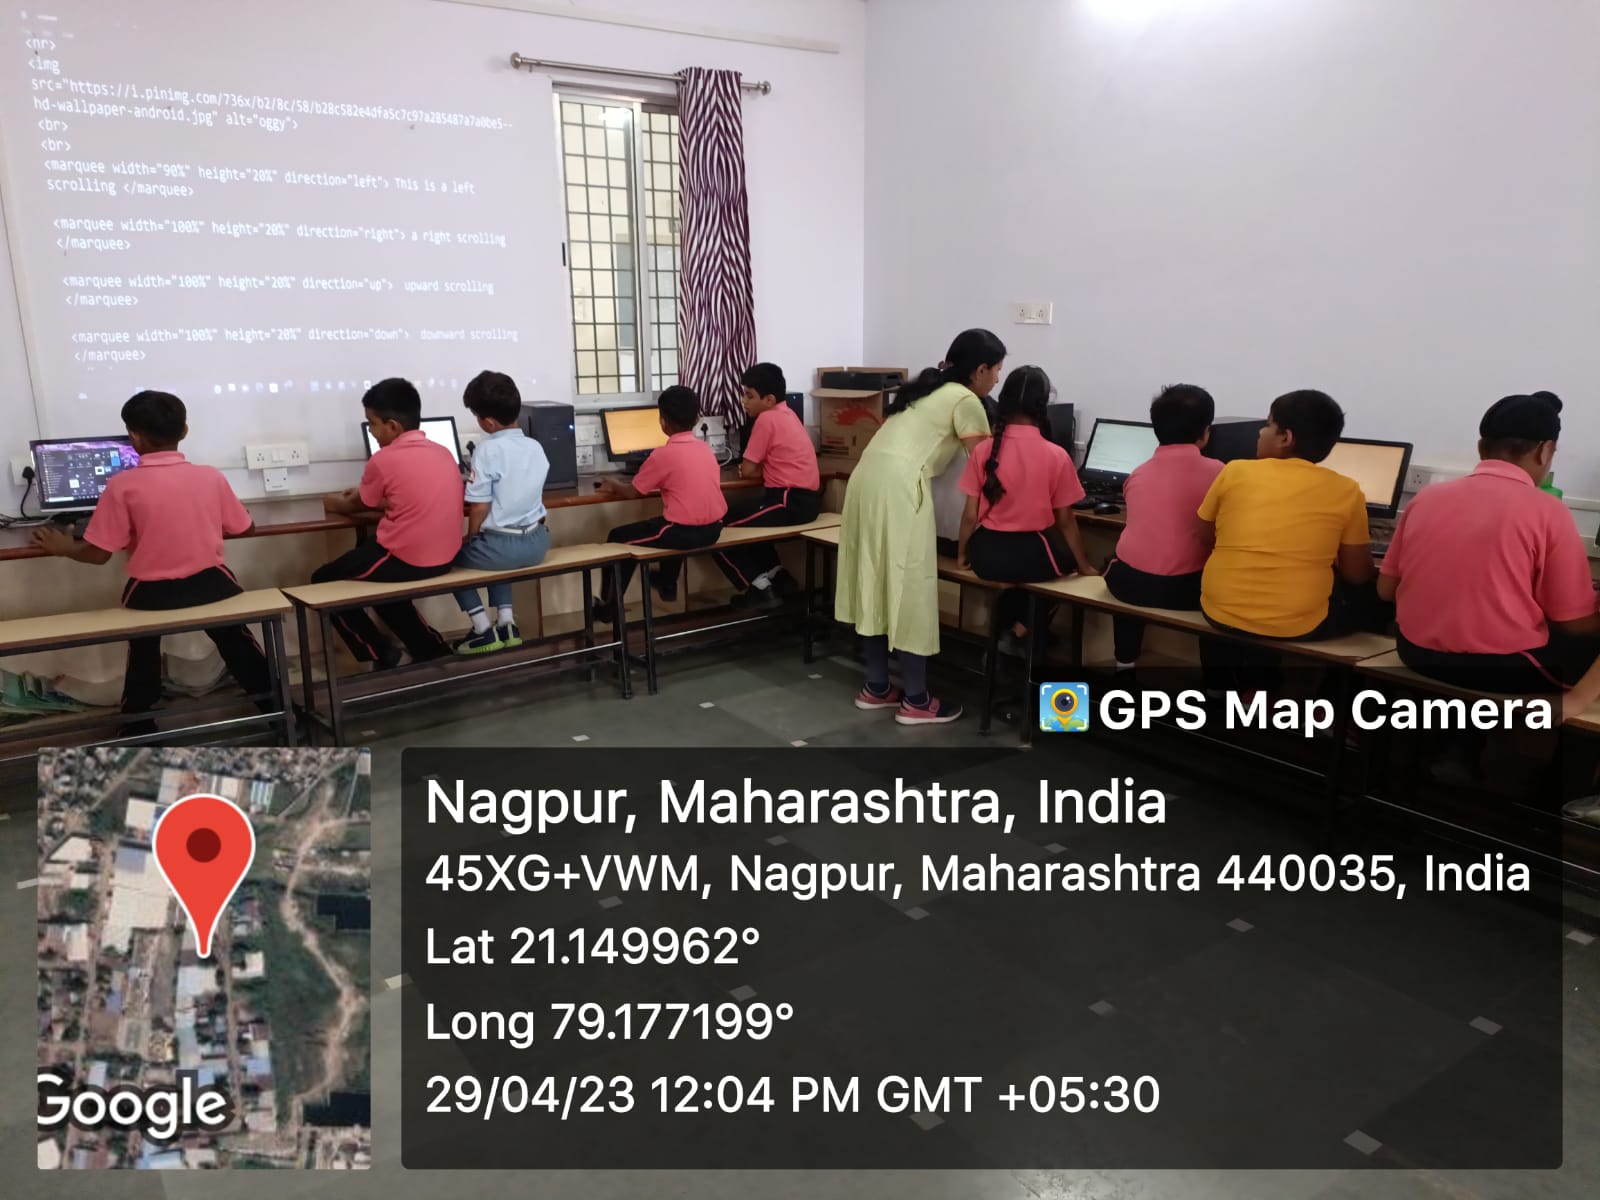 <img
src="https://i.pinimg.com/736x/b2/8c/58/b28c582e4dfa5c7c97a285487a7a0be5--
hd-wallpaper-android.jpg" alt="oggy">
<br>
<br>
<marquee width="90%" height="20%" direction="left"> This is a left
scrolling </marquee>
<marquee width="100%" height="20%" direction="right"> a right scrolling
</marquee>
<marquee width="100%" height="20%" direction="up"> upward scrolling
</marquee>
<marquee width="100%" height="20%" direction="down"> downward scrolling
</marquee>
GPS Map Camera
Nagpur, Maharashtra, India
45XG+VWM, Nagpur, Maharashtra 440035, India
Lat 21.149962°
Long 79.177199°
29/04/23 12:04 PM GMT +05:30
Google